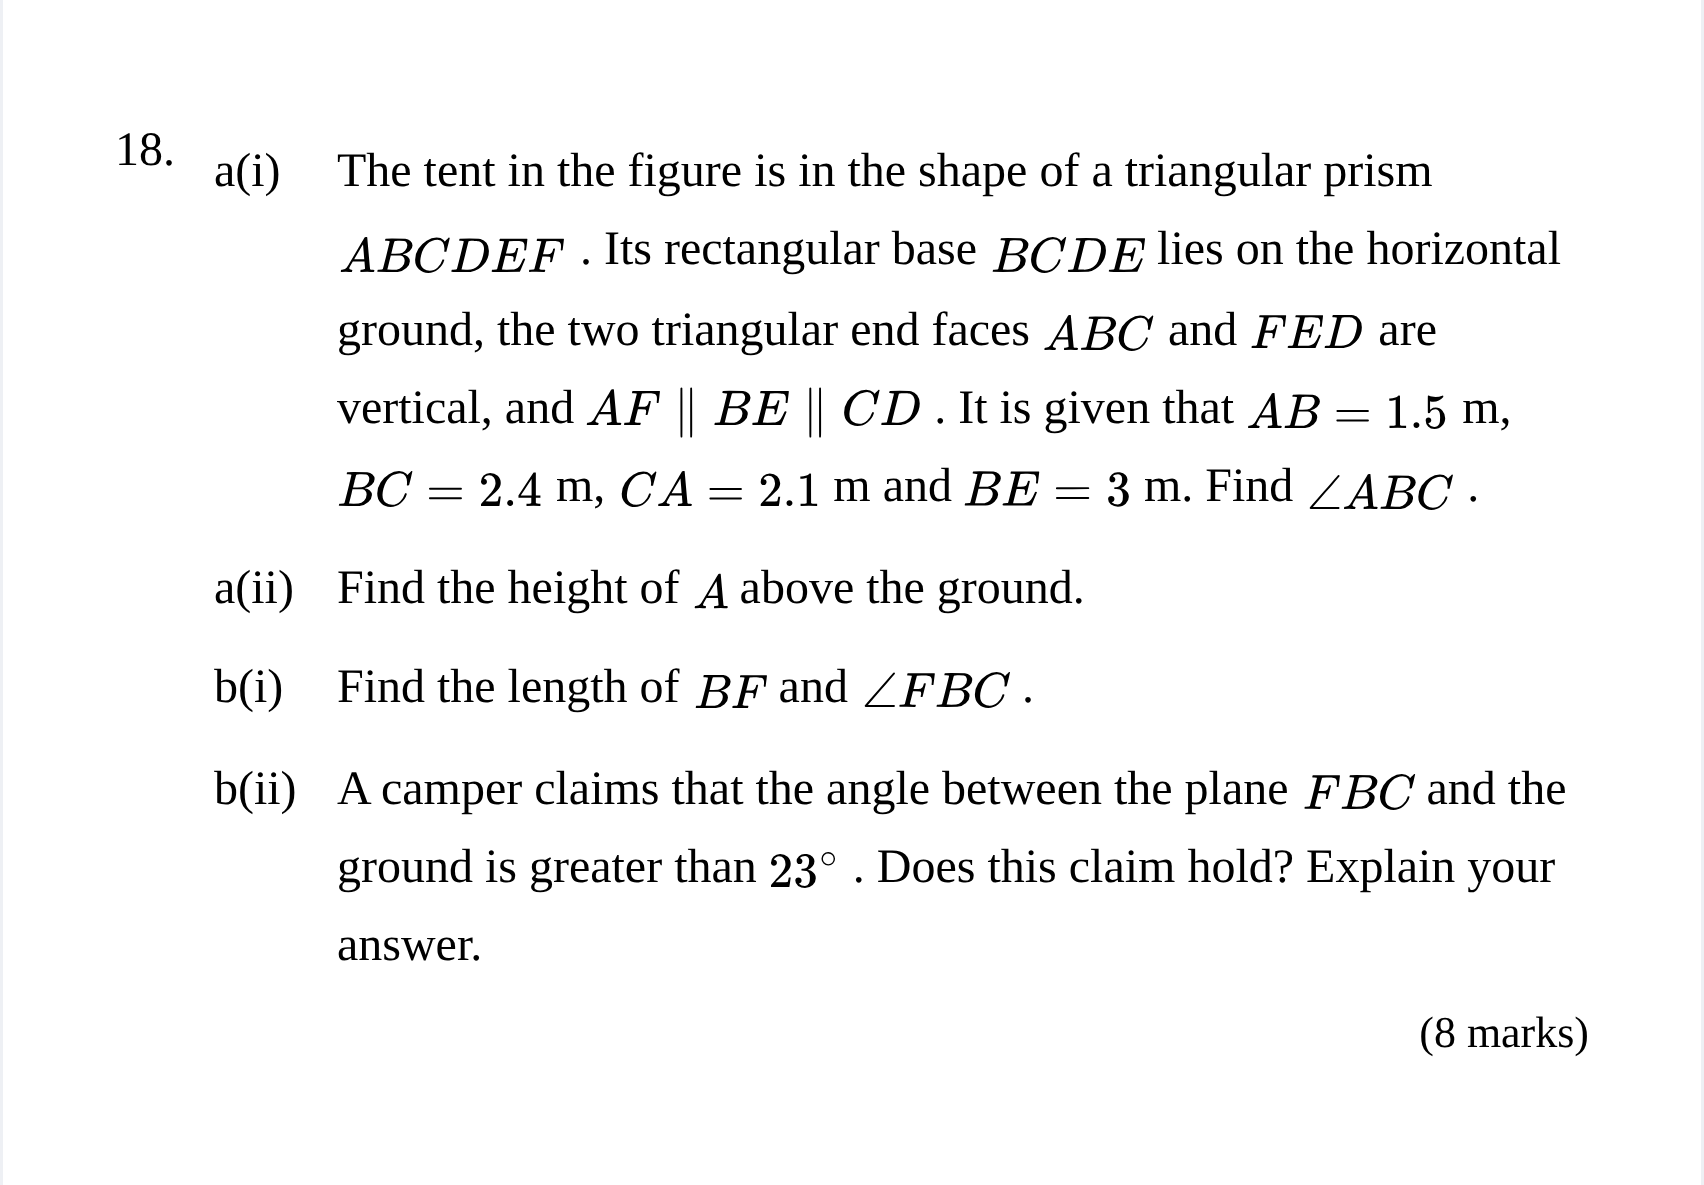 18. a(i) The tent in the figure is in the shape of a triangular prism
ABCDEF . Its rectangular base BCDE lies on the horizontal
ground, the two triangular end faces ABC and FED are
vertical, and AF ∥ BE ∥ CD . It is given that AB = 1.5 m,
BC = 2.4 m, CA = 2.1 m and BE = 3 m. Find ∠ABC .
a(ii) Find the height of A above the ground.
b(i) Find the length of BF and ∠FBC .
b(ii) A camper claims that the angle between the plane FBC and the
ground is greater than 23° . Does this claim hold? Explain your
answer.
(8 marks)